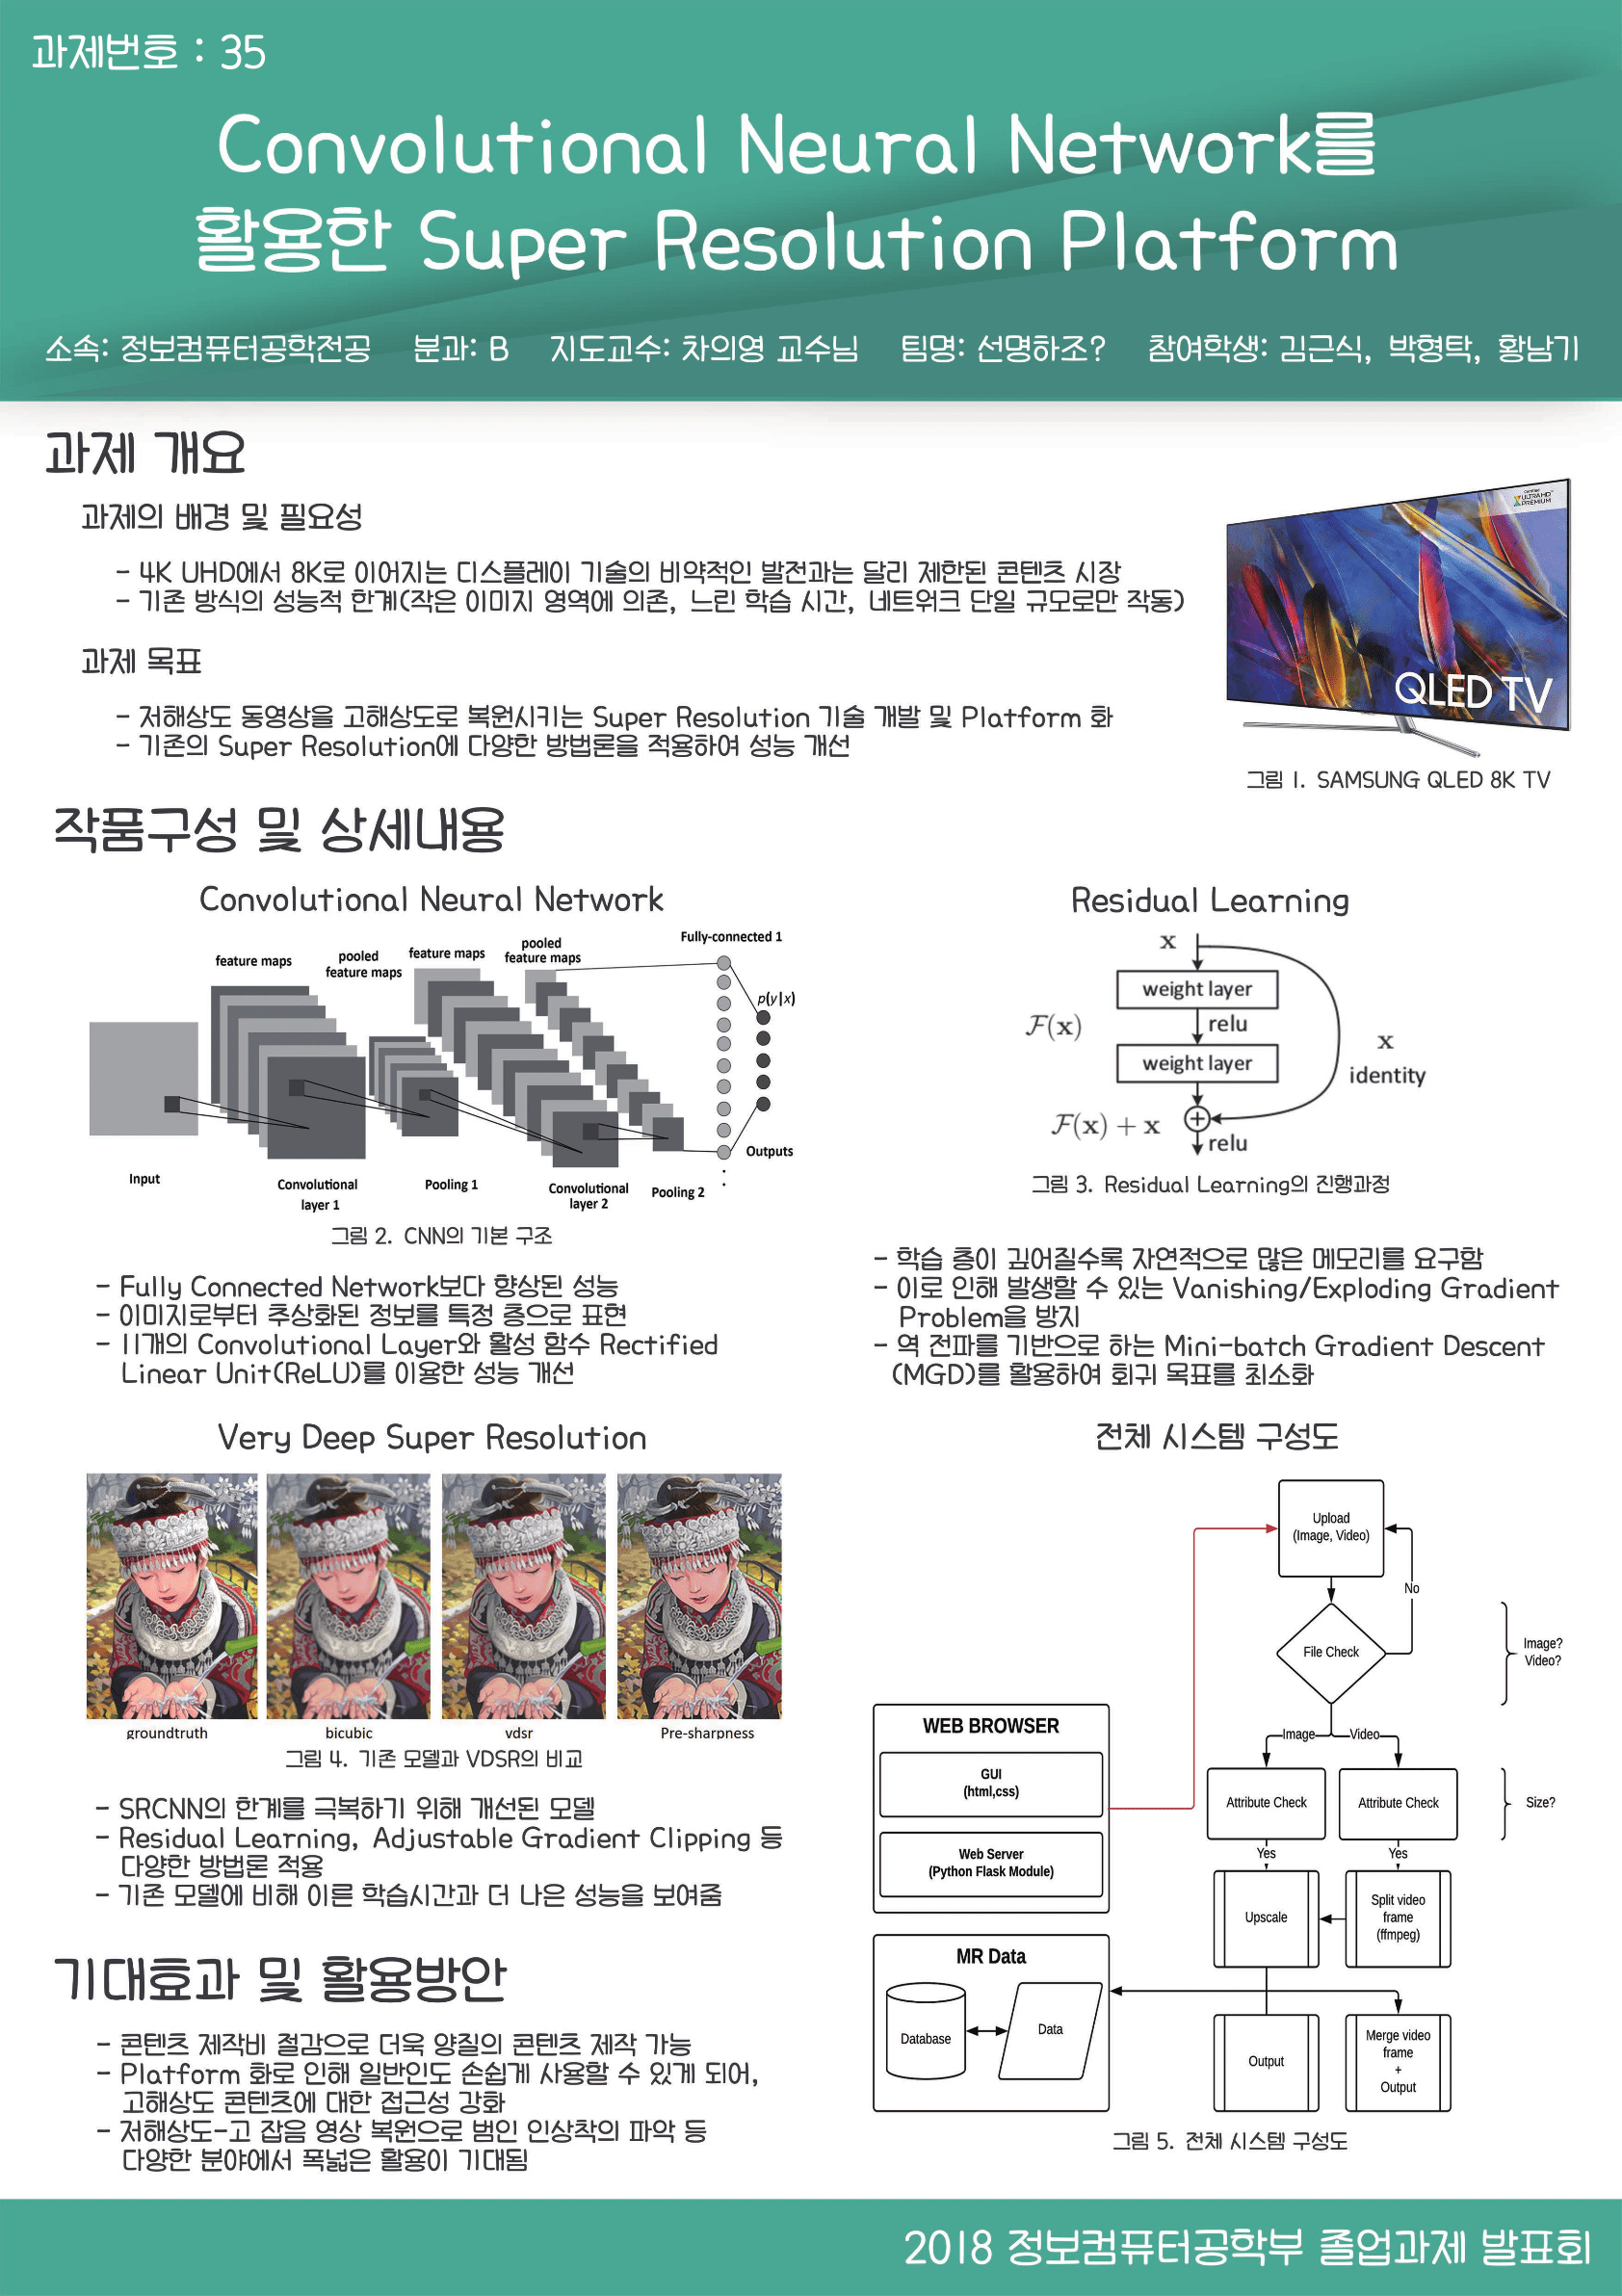 과제번호 : 35
Convolutional Neural Network를
활용한 Super Resolution Platform
소속: 정보컴퓨터공학전공 분과: B 지도교수: 차의영 교수님 팀명: 선명하조? 참여학생: 김근식, 박형탁, 황남기
과제 개요
과제의 배경 및 필요성
- 4K UHD에서 8K로 이어지는 디스플레이 기술의 비약적인 발전과는 달리 제한된 콘텐츠 시장
- 기존 방식의 성능적 한계(작은 이미지 영역에 의존, 느린 학습 시간, 네트워크 단일 규모로만 작동)
과제 목표
- 저해상도 동영상을 고해상도로 복원시키는 Super Resolution 기술 개발 및 Platform 화
- 기존의 Super Resolution에 다양한 방법론을 적용하여 성능 개선
ULTRA HD
PREMIUM
QLED TV
그림 1. SAMSUNG QLED 8K TV
작품구성 및 상세내용
Convolutional Neural Network
feature maps
pooled
feature maps
feature maps
pooled
feature maps
Fully-connected 1
p(y|x)
Outputs
Input
Convolutional
layer 1
Pooling 1
Convolutional
layer 2
Pooling 2
그림 2. CNN의 기본 구조
- Fully Connected Network보다 향상된 성능
- 이미지로부터 추상화된 정보를 특정 층으로 표현
- 11개의 Convolutional Layer와 활성 함수 Rectified
Linear Unit(ReLU)를 이용한 성능 개선
Residual Learning
x
weight layer
F(x)
relu
weight layer
x
identity
F(x) + x
relu
그림 3. Residual Learning의 진행과정
- 학습 층이 깊어질수록 자연적으로 많은 메모리를 요구함
- 이로 인해 발생할 수 있는 Vanishing/Exploding Gradient
Problem을 방지
- 역 전파를 기반으로 하는 Mini-batch Gradient Descent
(MGD)를 활용하여 회귀 목표를 최소화
Very Deep Super Resolution
groundtruth
bicubic
vdsr
Pre-sharpness
그림 4. 기존 모델과 VDSR의 비교
- SRCNN의 한계를 극복하기 위해 개선된 모델
- Residual Learning, Adjustable Gradient Clipping 등
다양한 방법론 적용
- 기존 모델에 비해 이른 학습시간과 더 나은 성능을 보여줌
전체 시스템 구성도
Upload
(Image, Video)
No
File Check
Image?
Video?
Image
Video
Attribute Check
Attribute Check
Size?
Yes
Yes
Upscale
Split video
frame
(ffmpeg)
Output
Merge video
frame
+
Output
WEB BROWSER
GUI
(html,css)
Web Server
(Python Flask Module)
MR Data
Database
Data
그림 5. 전체 시스템 구성도
기대효과 및 활용방안
- 콘텐츠 제작비 절감으로 더욱 양질의 콘텐츠 제작 가능
- Platform 화로 인해 일반인도 손쉽게 사용할 수 있게 되어,
고해상도 콘텐츠에 대한 접근성 강화
- 저해상도-고 잡음 영상 복원으로 범인 인상착의 파악 등
다양한 분야에서 폭넓은 활용이 기대됨
2018 정보컴퓨터공학부 졸업과제 발표회